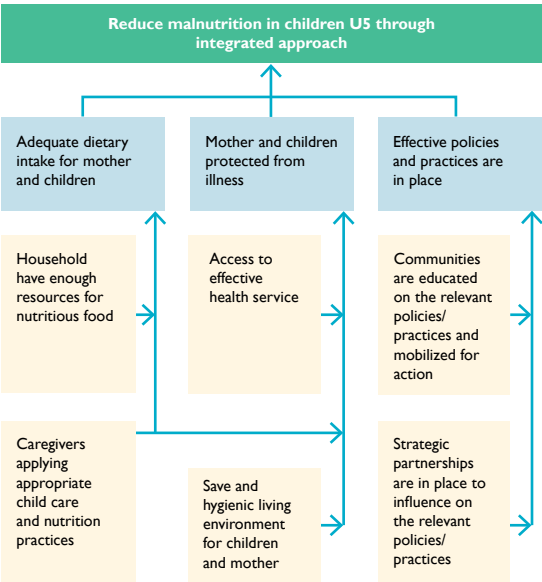 Reduce malnutrition in children U5 through
integrated approach
Adequate dietary
intake for mother
and children
Mother and children
protected from
illness
Effective policies
and practices are
in place
Household
have enough
resources for
nutritious food
Access to
effective
health service
Communities
are educated
on the relevant
policies/
practices and
mobilized for
action
Caregivers
applying
appropriate
child care
and nutrition
practices
Save and
hygienic living
environment
for children
and mother
Strategic
partnerships
are in place to
influence on
the relevant
policies/
practices